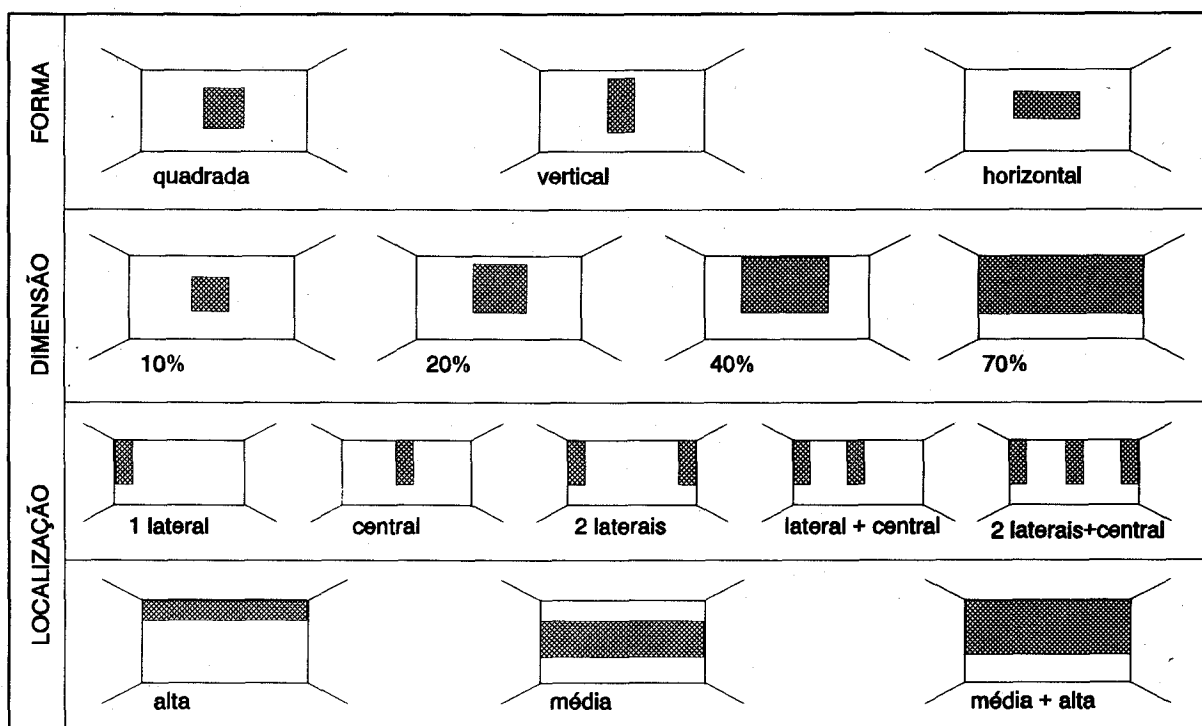 FORMA
quadrada
vertical
horizontal
DIMENSÃO
10%
20%
40%
70%
LOCALIZAÇÃO
1 lateral
central
2 laterais
lateral + central
2 laterais+central
alta
média
média + alta